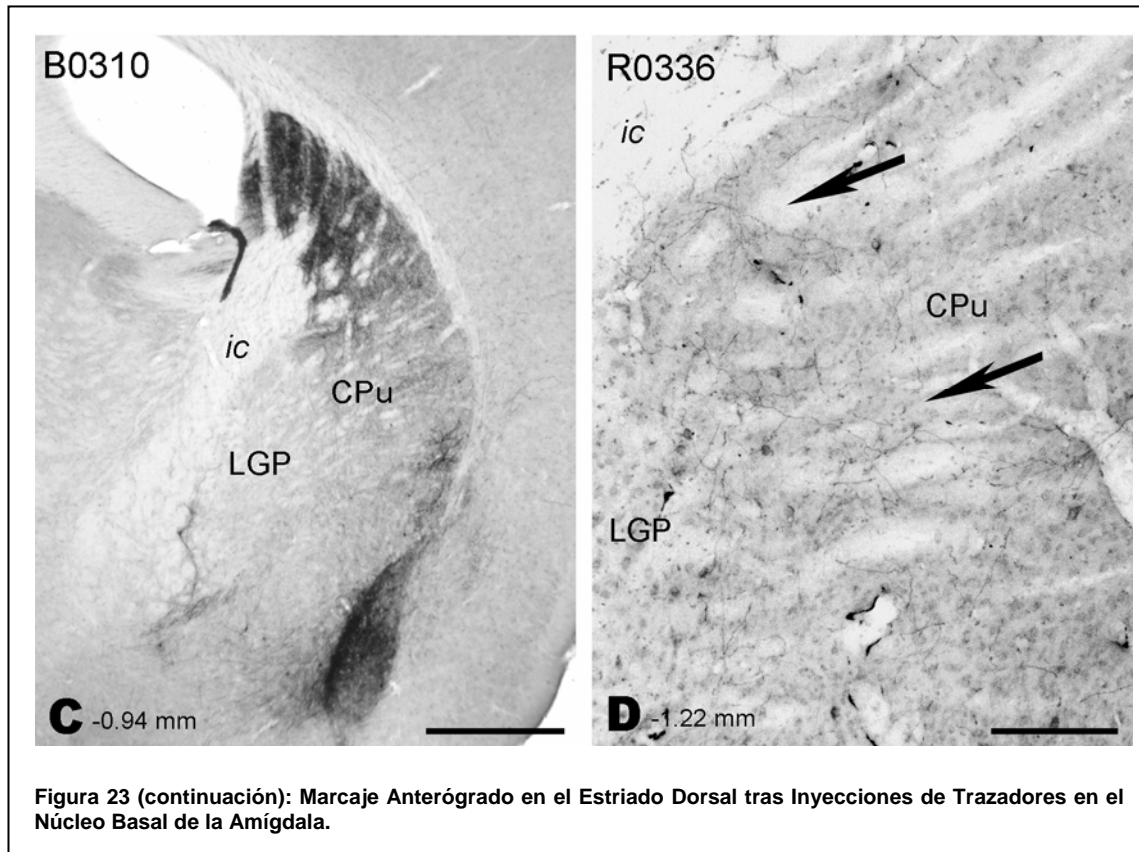 B0310
ic
CPu
LGP
C -0.94 mm
R0336
ic
CPu
LGP
D -1.22 mm
Figura 23 (continuación): Marcaje Anterógrado en el Estriado Dorsal tras Inyecciones de Trazadores en el
Núcleo Basal de la Amígdala.